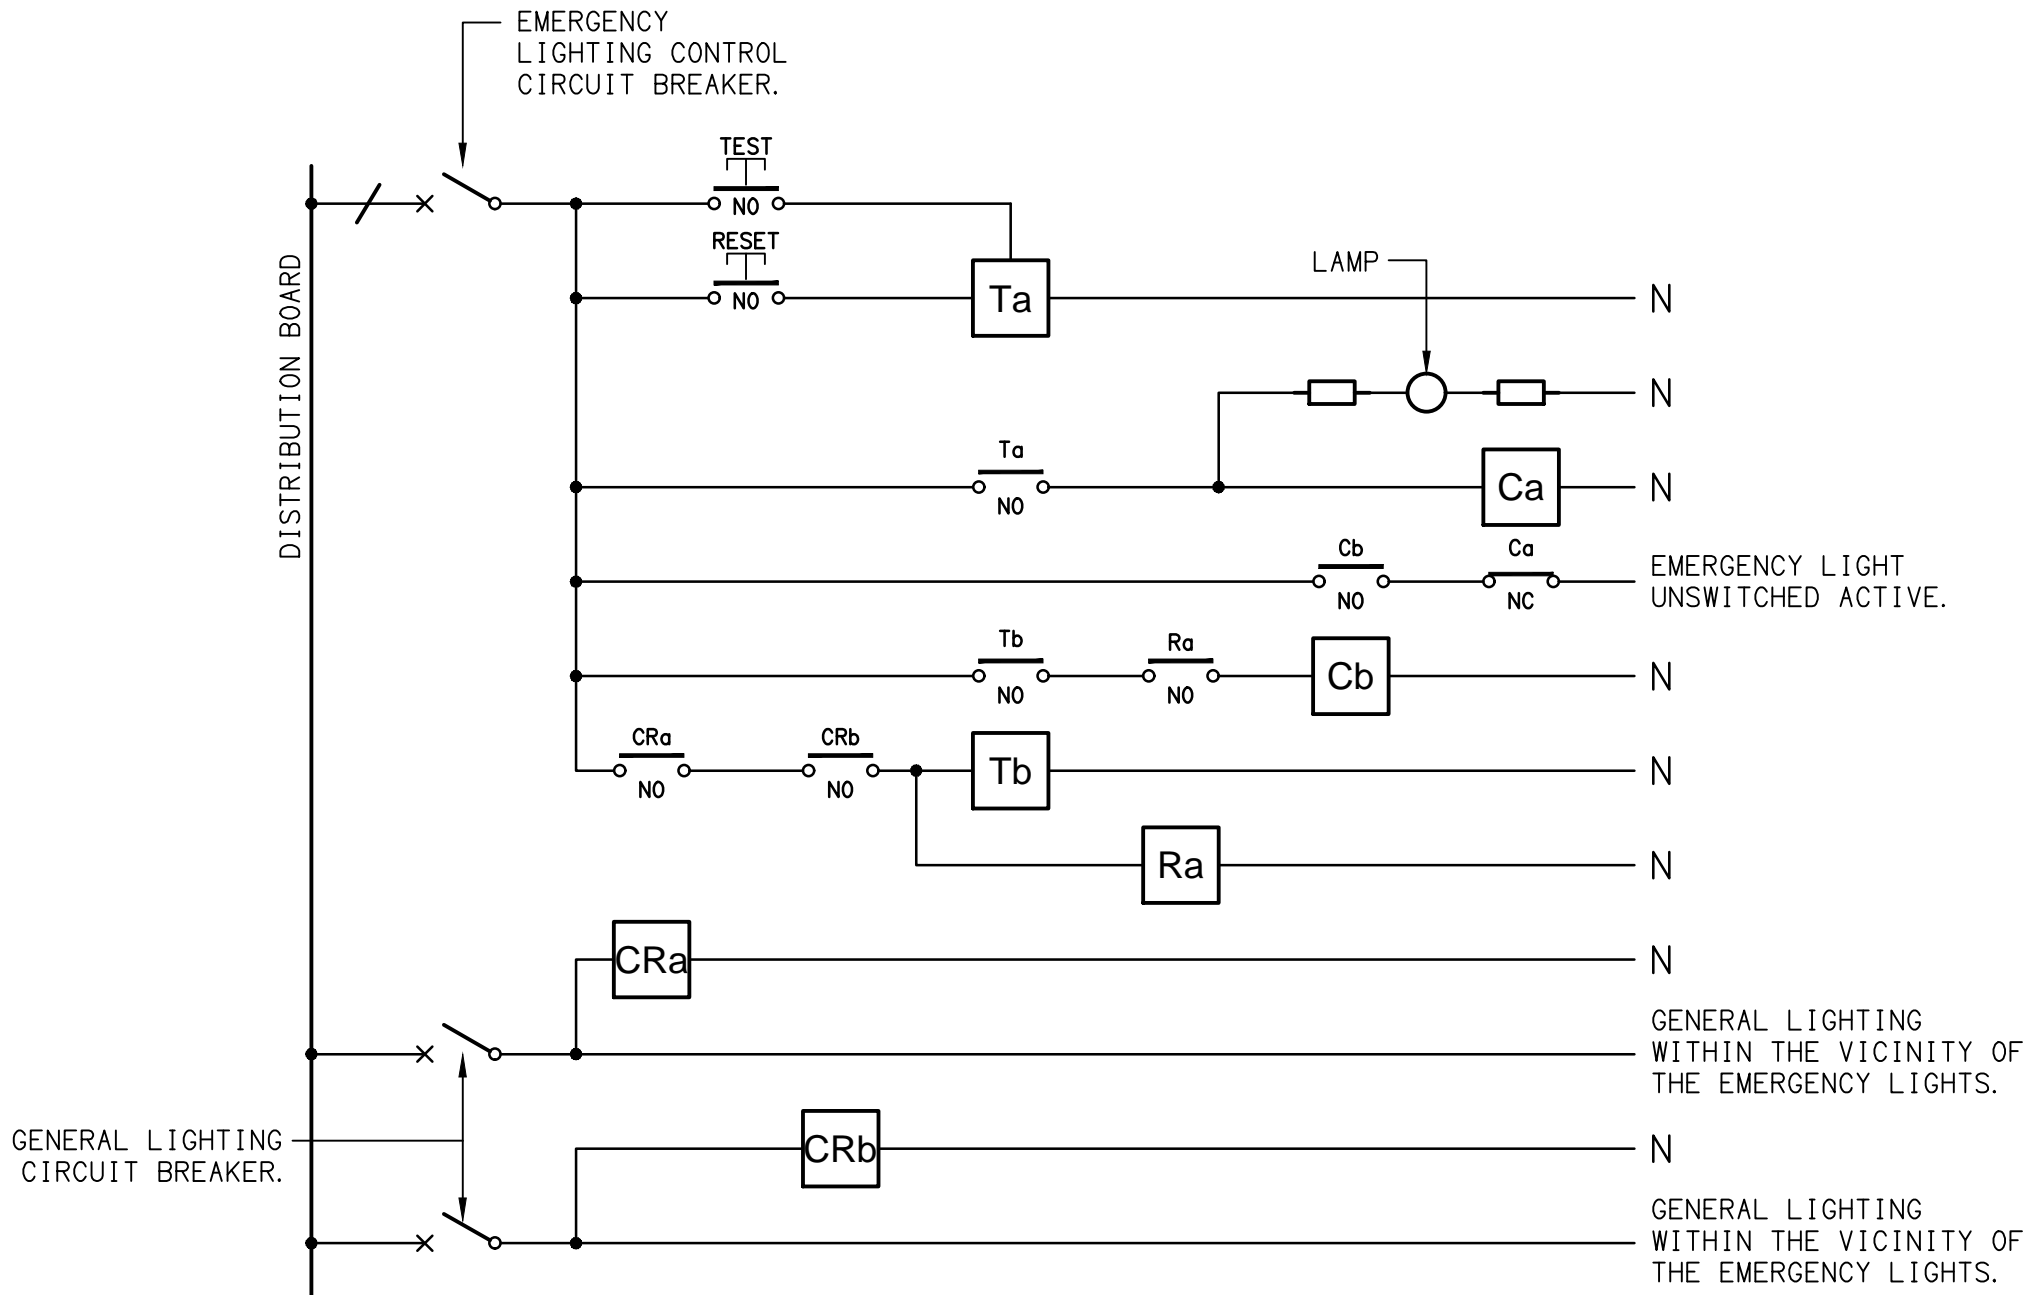 EMERGENCY
LIGHTING CONTROL
CIRCUIT BREAKER.
TEST
NO
RESET
NO
Ta
N
LAMP
N
Ta
NO
Ca
N
Cb
NO
Ca
NC
EMERGENCY LIGHT
UNSWITCHED ACTIVE.
Tb
NO
Ra
NO
Cb
N
CRa
NO
CRb
NO
Tb
N
Ra
N
CRa
N
DISTRIBUTION BOARD
GENERAL LIGHTING
WITHIN THE VICINITY OF
THE EMERGENCY LIGHTS.
GENERAL LIGHTING
CIRCUIT BREAKER.
CRb
N
GENERAL LIGHTING
WITHIN THE VICINITY OF
THE EMERGENCY LIGHTS.